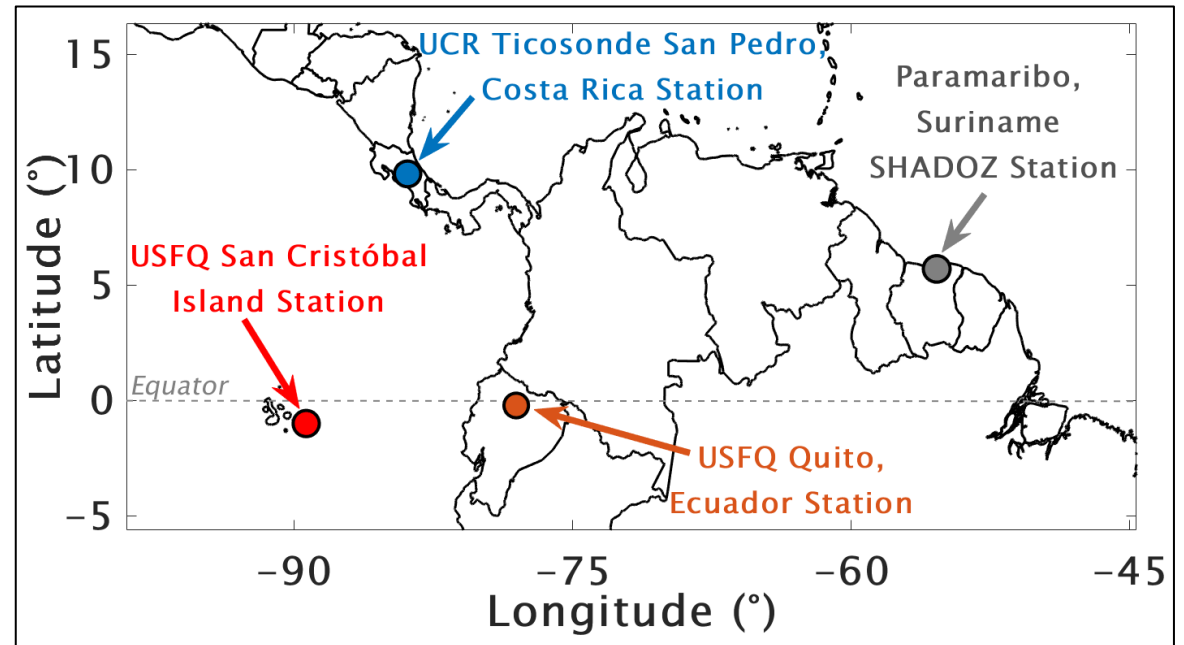 UCR Ticosonde San Pedro,
Costa Rica Station
Paramaribo,
Suriname
SHADOZ Station
USFQ San Cristóbal
Island Station
Equator
USFQ Quito,
Ecuador Station
15
10
5
0
−5
Latitude (°)
−90
−75
−60
−45
Longitude (°)